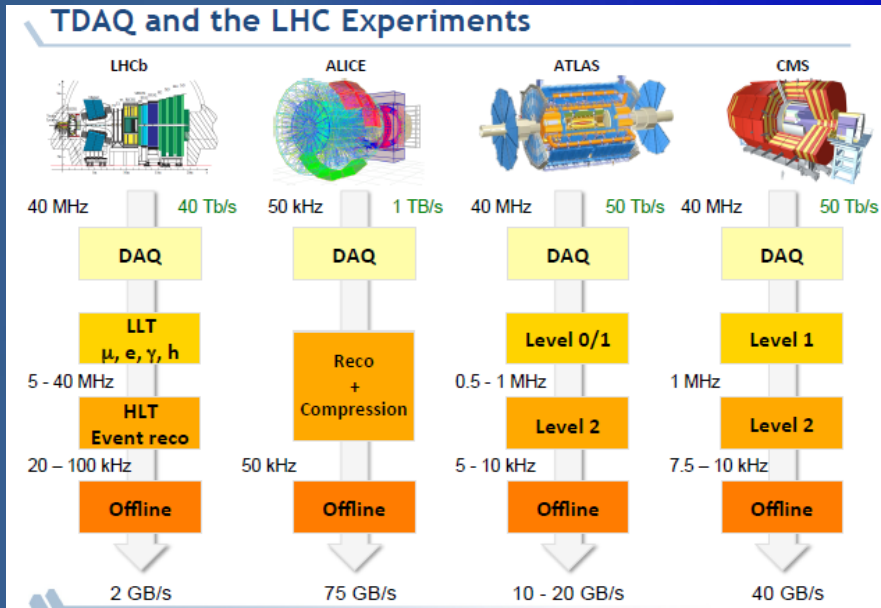 TDAQ and the LHC Experiments
LHCb
ALICE
ATLAS
CMS
40 MHz
40 Tb/s
50 kHz
1 TB/s
40 MHz
50 Tb/s
40 MHz
50 Tb/s
DAQ
DAQ
DAQ
DAQ
LLT
μ, e, γ, h
Reco
+
Compression
Level 0/1
Level 1
5 - 40 MHz
0.5 - 1 MHz
1 MHz
HLT
Event reco
Level 2
Level 2
20 – 100 kHz
50 kHz
5 - 10 kHz
7.5 – 10 kHz
Offline
Offline
Offline
Offline
2 GB/s
75 GB/s
10 - 20 GB/s
40 GB/s